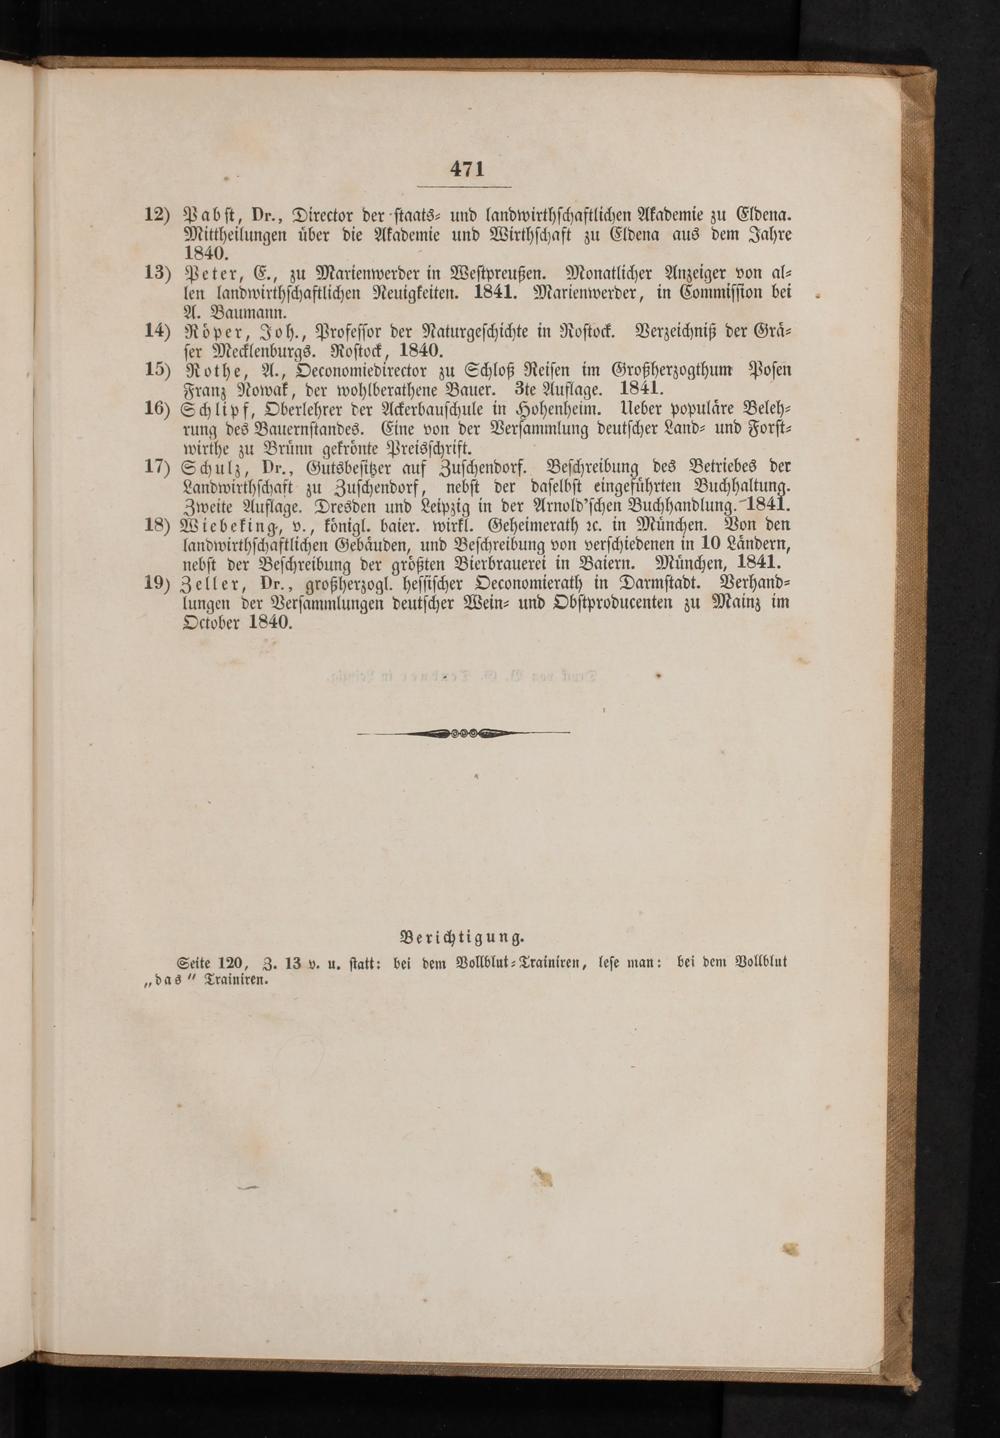 471
12) Pabst, Dr., Director der staats- und landwirthschaftlichen Akademie zu Eldena.
Mittheilungen über die Akademie und Wirthschaft zu Eldena aus dem Jahre
1840.
13) Peter, E., zu Marienwerder in Westpreußen. Monatlicher Anzeiger von al-
len landwirthschaftlichen Neuigkeiten. 1841. Marienwerder, in Commission bei
A. Baumann.
14) Röper, Joh., Professor der Naturgeschichte in Rostock. Verzeichniß der Grä-
ser Mecklenburgs. Rostock, 1840.
15) Rothe, A., Oeconomiedirector zu Schloß Reisen im Großherzogthum Posen
Franz Nowak, der wohlberathene Bauer. 3te Auflage. 1841.
16) Schlipf, Oberlehrer der Ackerbauschule in Hohenheim. Ueber populäre Beleh-
rung des Bauernstandes. Eine von der Versammlung deutscher Land- und Forst-
wirthe zu Brünn gekrönte Preisschrift.
17) Schulz, Dr., Gutsbesitzer auf Zuschendorf. Beschreibung des Betriebes der
Landwirthschaft zu Zuschendorf, nebst der daselbst eingeführten Buchhaltung.
Zweite Auflage. Dresden und Leipzig in der Arnold'schen Buchhandlung. 1841.
18) Wiebeking, v., königl. baier. wirkl. Geheimerath ꝛc. in München. Von den
landwirthschaftlichen Gebäuden, und Beschreibung von verschiedenen in 10 Ländern,
nebst der Beschreibung der größten Bierbrauerei in Baiern. München, 1841.
19) Zeller, Dr., großherzogl. hessischer Oeconomierath in Darmstadt. Verhand-
lungen der Versammlungen deutscher Wein- und Obstproducenten zu Mainz im
October 1840.
Berichtigung.
Seite 120, Z. 13 v. u. statt: bei dem Vollblut-Trainiren, lese man: bei dem Vollblut
„das" Trainiren.